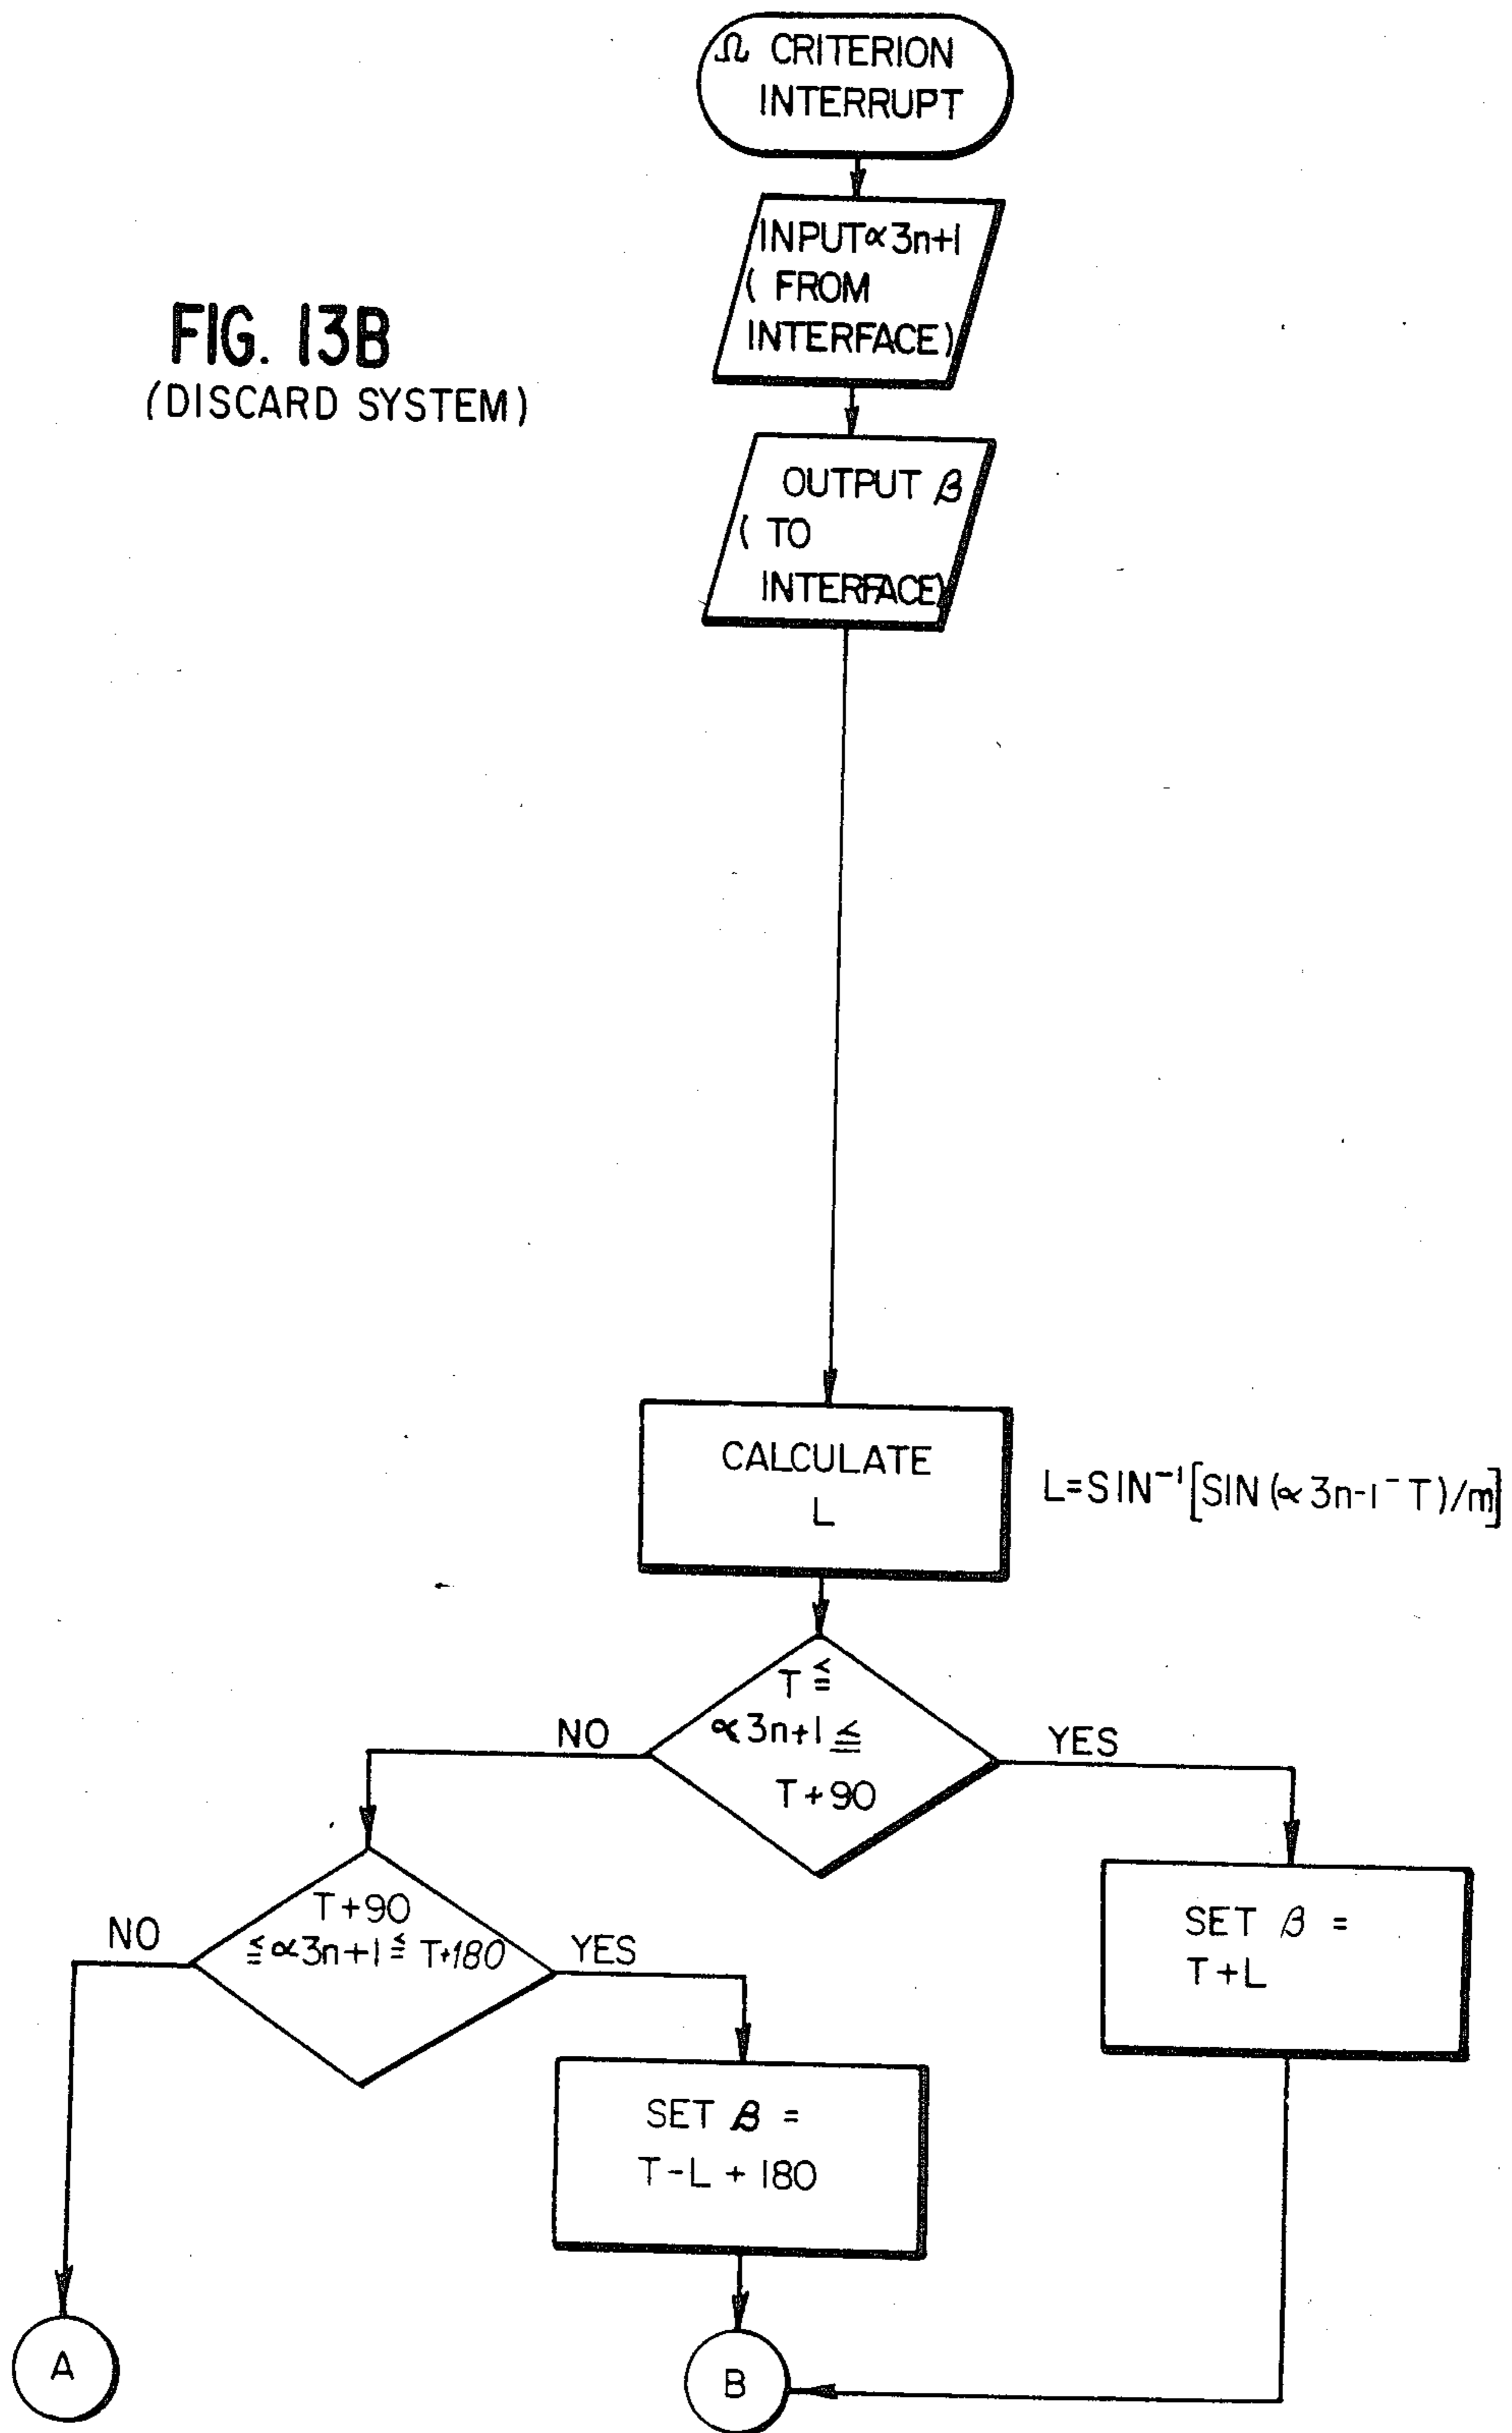 Ω CRITERION
INTERRUPT
INPUT ∝3n+1
( FROM
INTERFACE)
FIG. 13B
(DISCARD SYSTEM)
OUTPUT β
( TO
INTERFACE)
CALCULATE
L
L=SIN⁻¹[SIN (∝3n-1⁻T)/m]
T ≦
∝3n+1 ≦
T+90
NO
YES
T+90
≦ ∝3n+1 ≦ T+180
NO
YES
SET β =
T+L
SET β =
T-L + 180
A
B